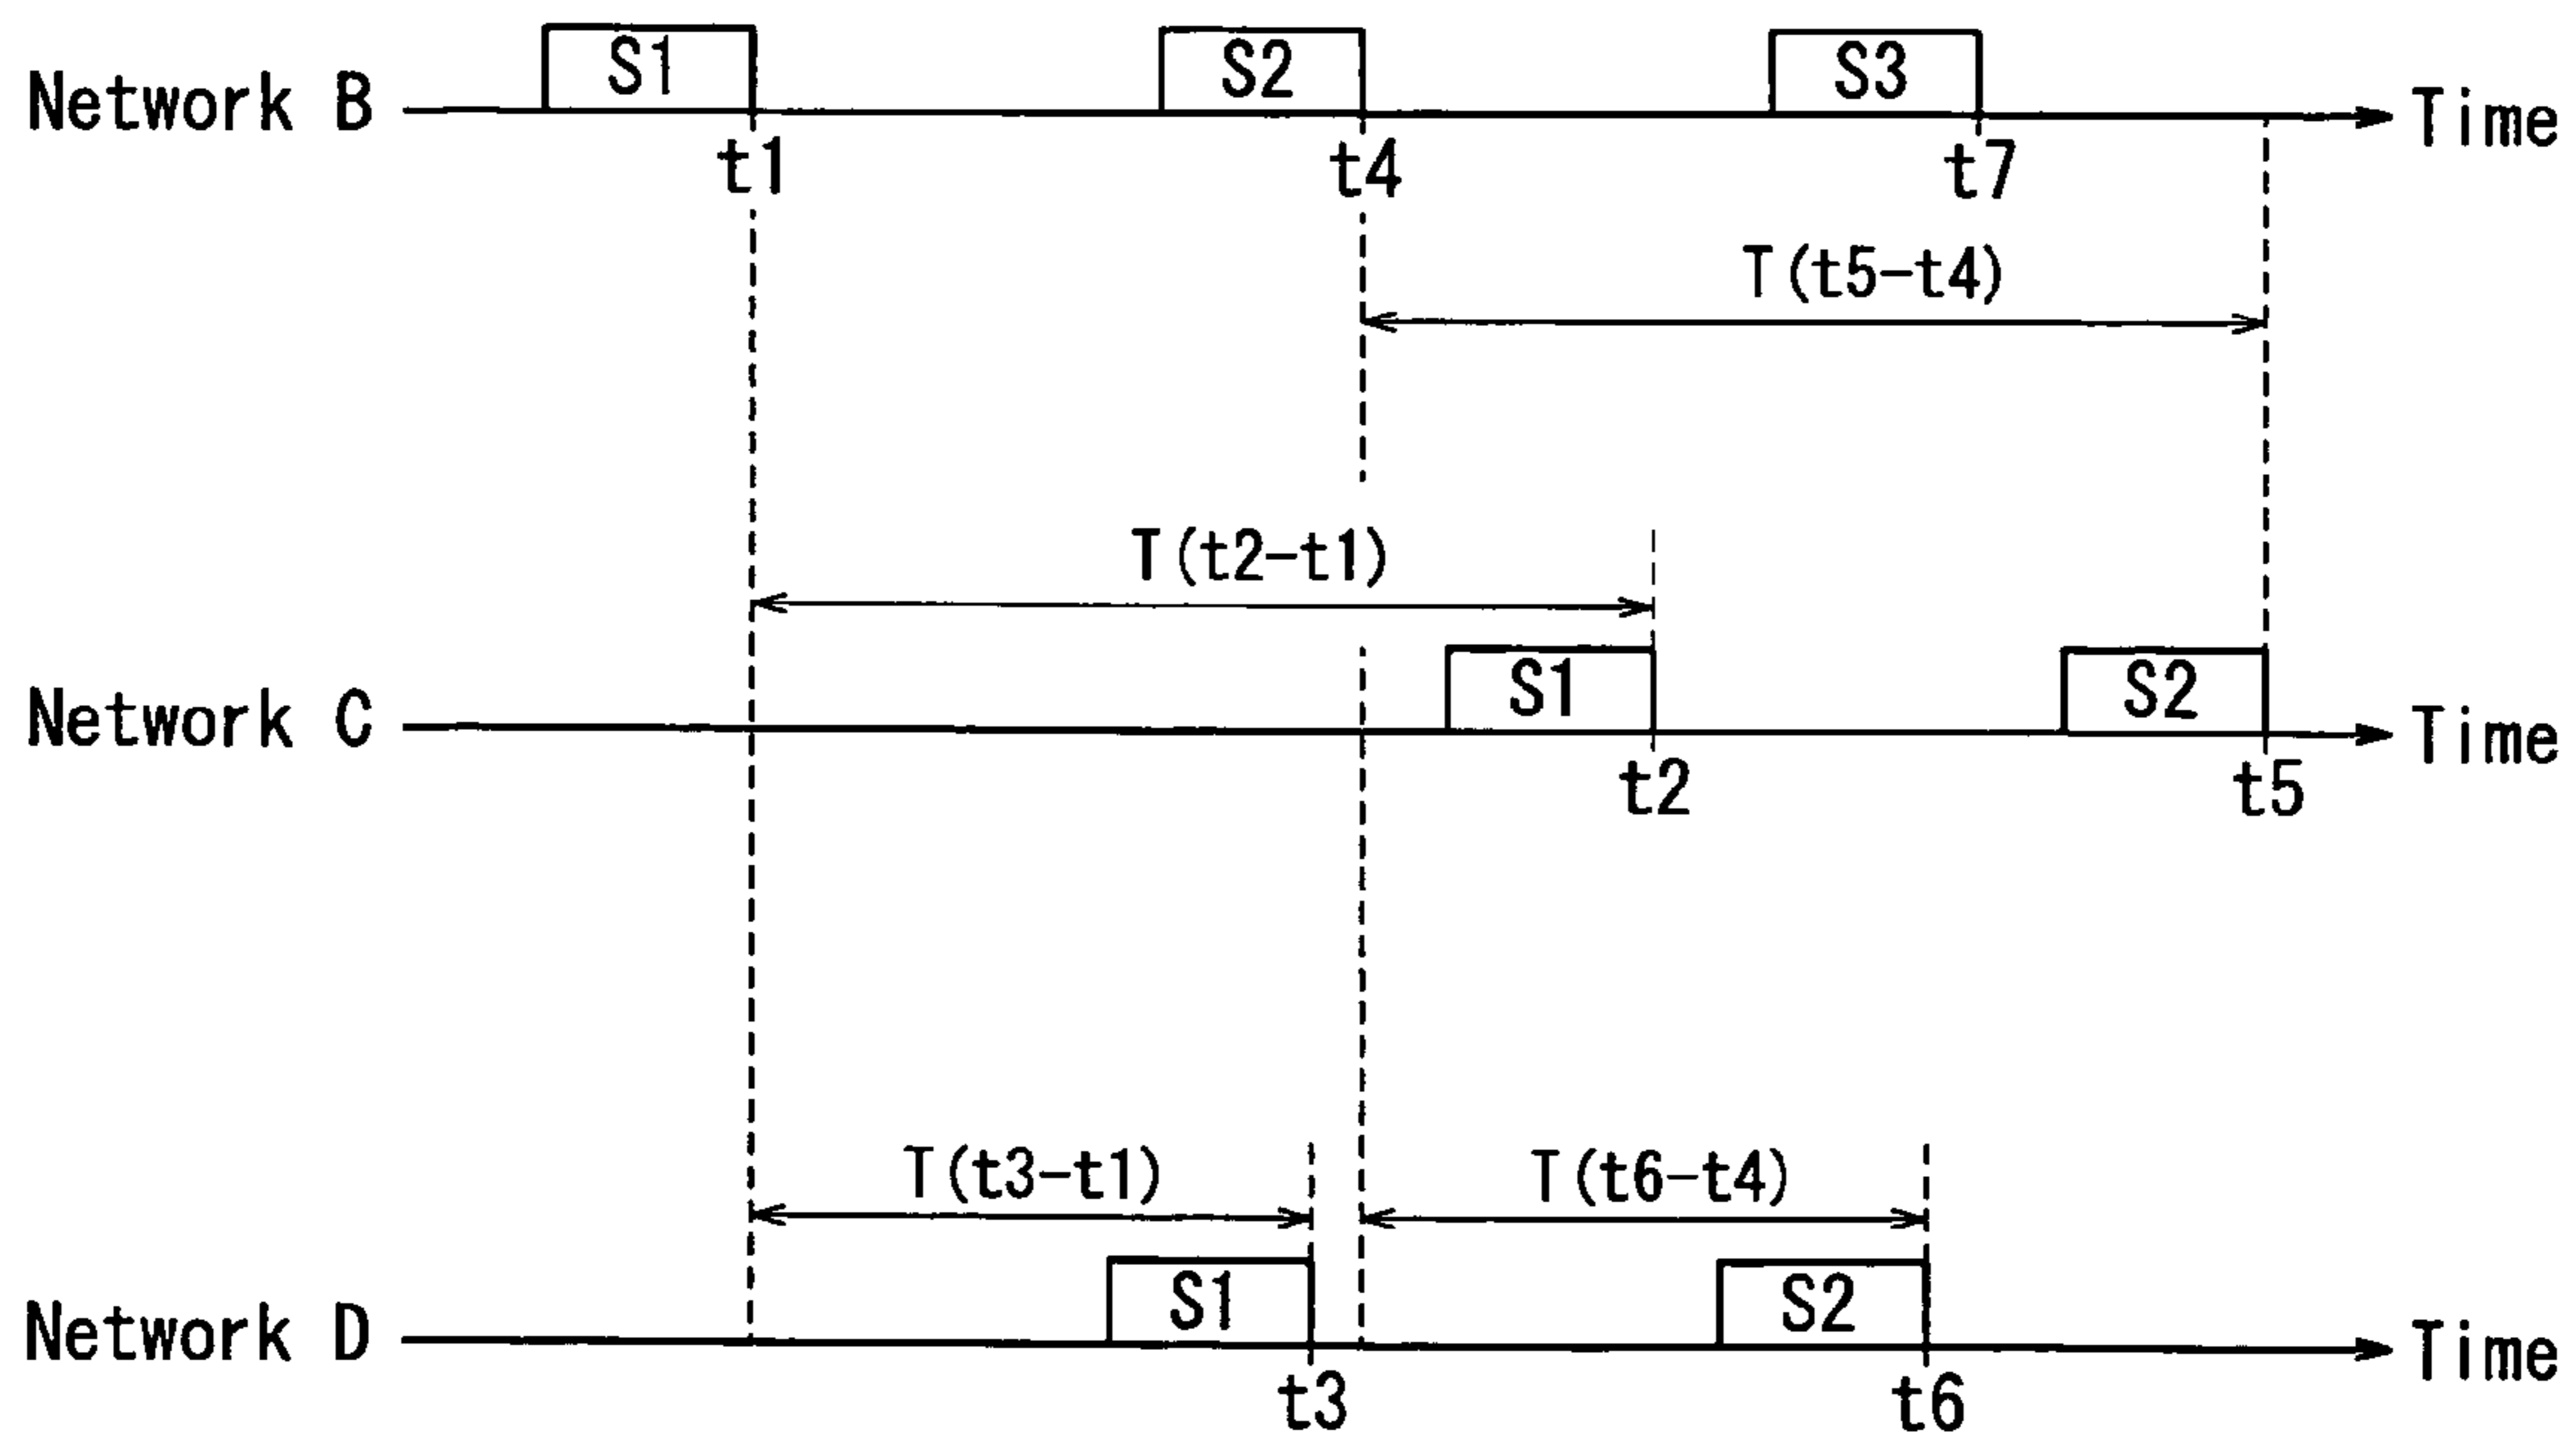 S1 S2 S3
Network B Time
t1 t4 t7
T(t5-t4)
T(t2-t1)
S1 S2
Network C Time
t2 t5
T(t3-t1) T(t6-t4)
S1 S2
Network D Time
t3 t6